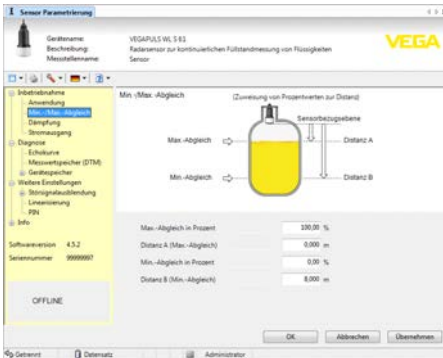 Sensor Parametrierung
Gerätename: VEGAPULS WL S 61
Beschreibung: Radarsensor zur kontinuierlichen Füllstandmessung von Flüssigkeiten
Messstellenname: Sensor
VEGA
Inbetriebnahme
Anwendung
Min.-/Max.-Abgleich
Dämpfung
Stromausgang
Diagnose
Echokurve
Messwertspeicher (DTM)
Gerätespeicher
Weitere Einstellungen
Störsignalausblendung
Linearisierung
PIN
Info
Softwareversion 4.5.2
Seriennummer 99999997
OFFLINE
Min.-/Max.-Abgleich
(Zuweisung von Prozentwerten zur Distanz)
Sensorbezugsebene
Max.-Abgleich
Distanz A
Min.-Abgleich
Distanz B
Max.-Abgleich in Prozent 100,00 %
Distanz A (Max.-Abgleich) 0,000 m
Min.-Abgleich in Prozent 0,00 %
Distanz B (Min.-Abgleich) 8,000 m
OK Abbrechen Übernehmen
Getrennt Datensatz Administrator